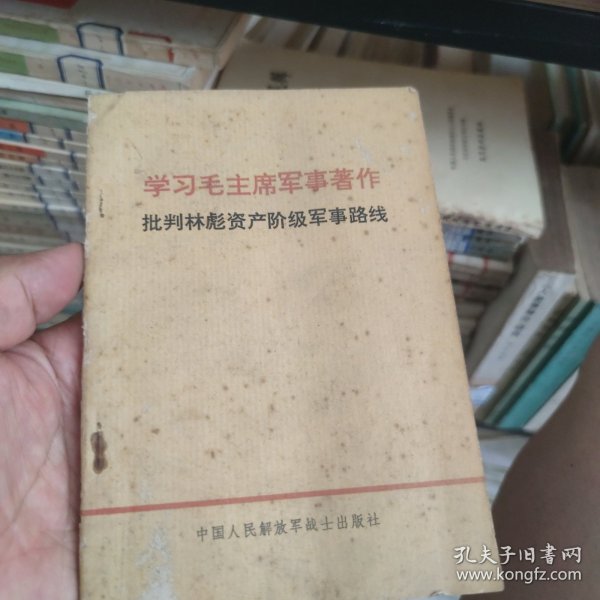 学习毛主席军事著作
批判林彪资产阶级军事路线
中国人民解放军战士出版社
孔夫子旧书网
www.kongfz.com